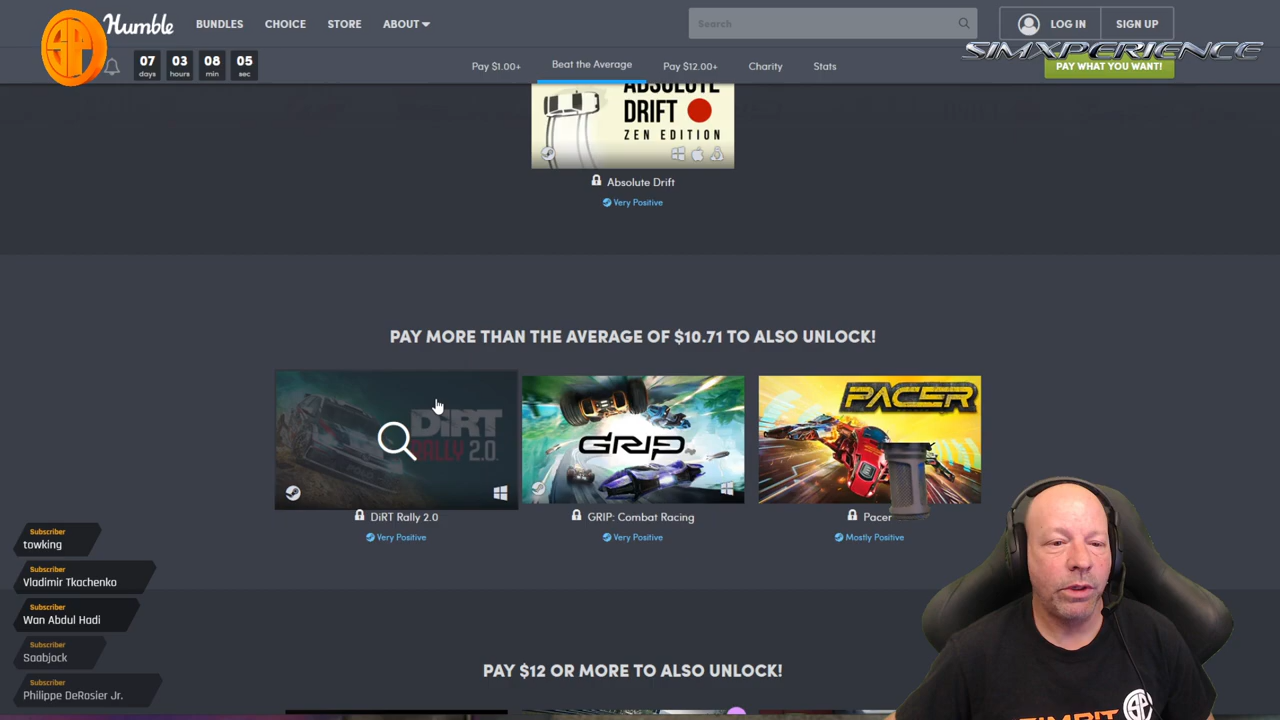 Humble
BUNDLES
CHOICE
STORE
ABOUT
Search
LOG IN
SIGN UP
07
days
03
hours
08
min
05
sec
Pay $1.00+
Beat the Average
Pay $12.00+
Charity
Stats
PAY WHAT YOU WANT!
SIMXPERIENCE
ABSOLUTE
DRIFT
ZEN EDITION
Absolute Drift
Very Positive
PAY MORE THAN THE AVERAGE OF $10.71 TO ALSO UNLOCK!
DiRT
RALLY 2.0
GRIP
PACER
DiRT Rally 2.0
Very Positive
GRIP: Combat Racing
Very Positive
Pacer
Mostly Positive
PAY $12 OR MORE TO ALSO UNLOCK!
Subscriber
towking
Subscriber
Vladimir Tkachenko
Subscriber
Wan Abdul Hadi
Subscriber
Saabjock
Subscriber
Philippe DeRosier Jr.